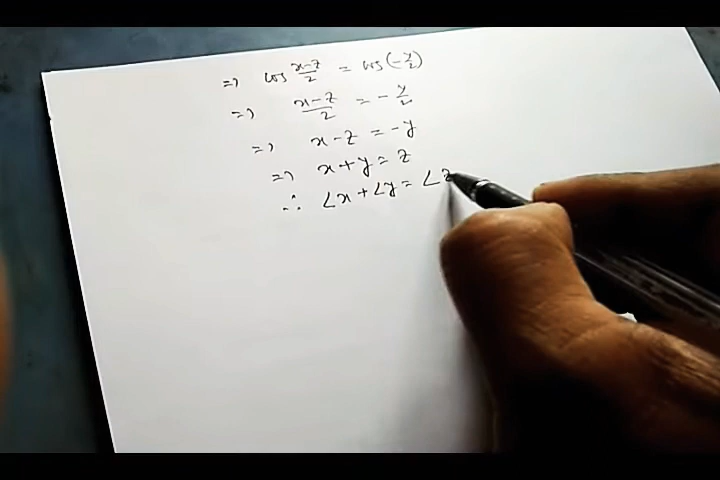 => cos (x-z)/2 = cos(-y/2)
=> (x-z)/2 = -y/2
=> x-z = -y
=> x+y = z
∴ ∠x + ∠y = ∠z